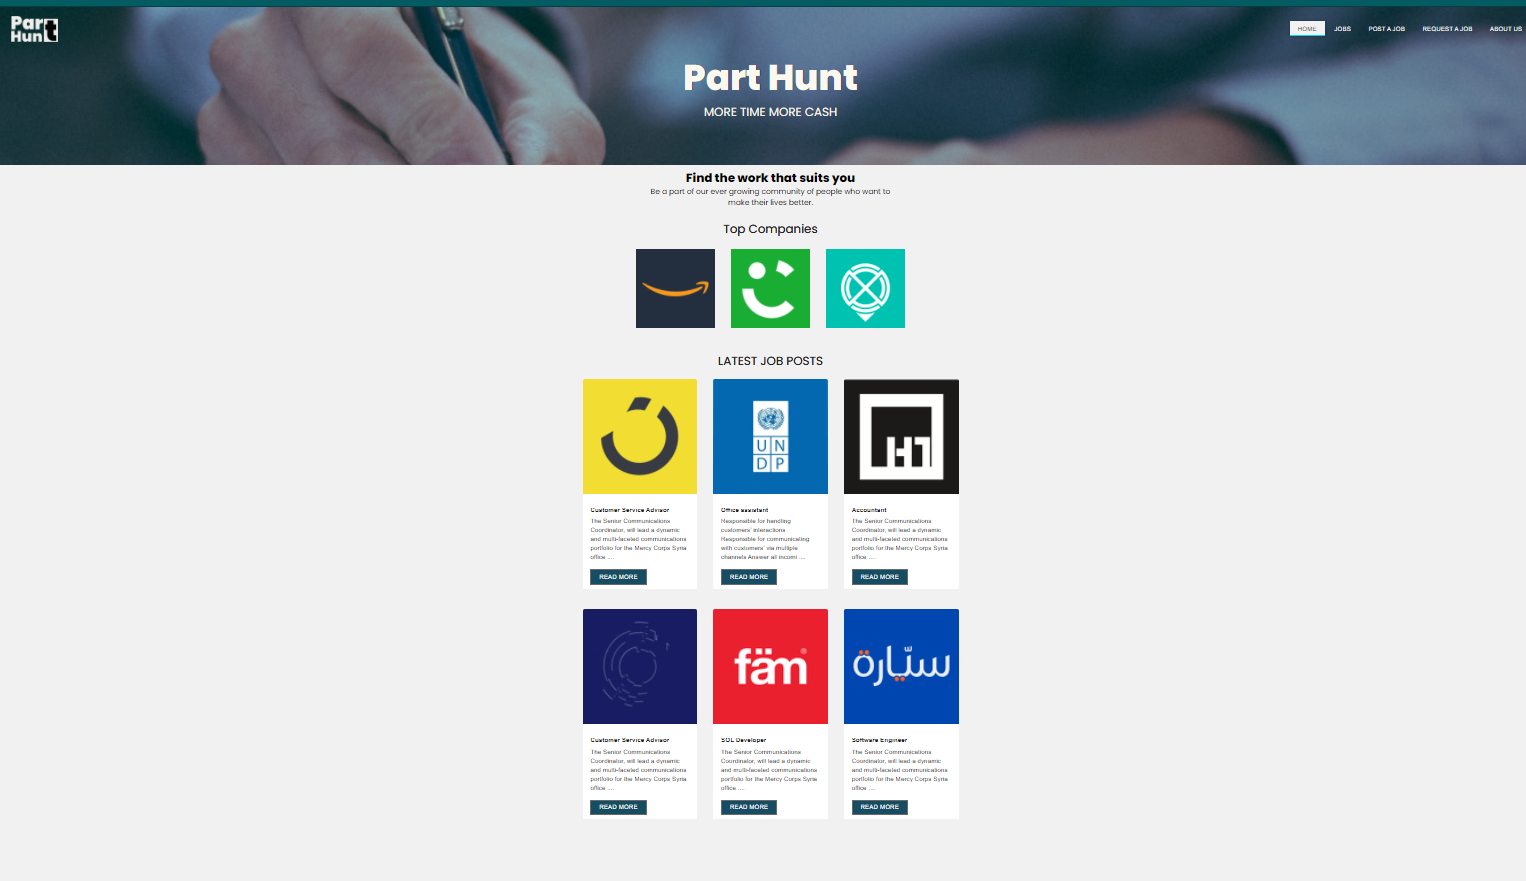 Part
Hunt
HOME JOBS POST A JOB REQUEST A JOB ABOUT US
Part Hunt
MORE TIME MORE CASH
Find the work that suits you
Be a part of our ever growing community of people who want to
make their lives better.
Top Companies
LATEST JOB POSTS
UN
DP
H1
Customer Service Advisor
The Senior Communications
Coordinator, will lead a dynamic
and multi-faceted communications
portfolio for the Mercy Corps Syria
office ....
READ MORE
Office assistant
Responsible for handling
customers' interactions
Responsible for communicating
with customers' via multiple
channels Answer all incomi ....
READ MORE
Accountant
The Senior Communications
Coordinator, will lead a dynamic
and multi-faceted communications
portfolio for the Mercy Corps Syria
office ....
READ MORE
fäm
سيّارة
Customer Service Advisor
The Senior Communications
Coordinator, will lead a dynamic
and multi-faceted communications
portfolio for the Mercy Corps Syria
office ....
READ MORE
SQL Developer
The Senior Communications
Coordinator, will lead a dynamic
and multi-faceted communications
portfolio for the Mercy Corps Syria
office ....
READ MORE
Software Engineer
The Senior Communications
Coordinator, will lead a dynamic
and multi-faceted communications
portfolio for the Mercy Corps Syria
office ....
READ MORE